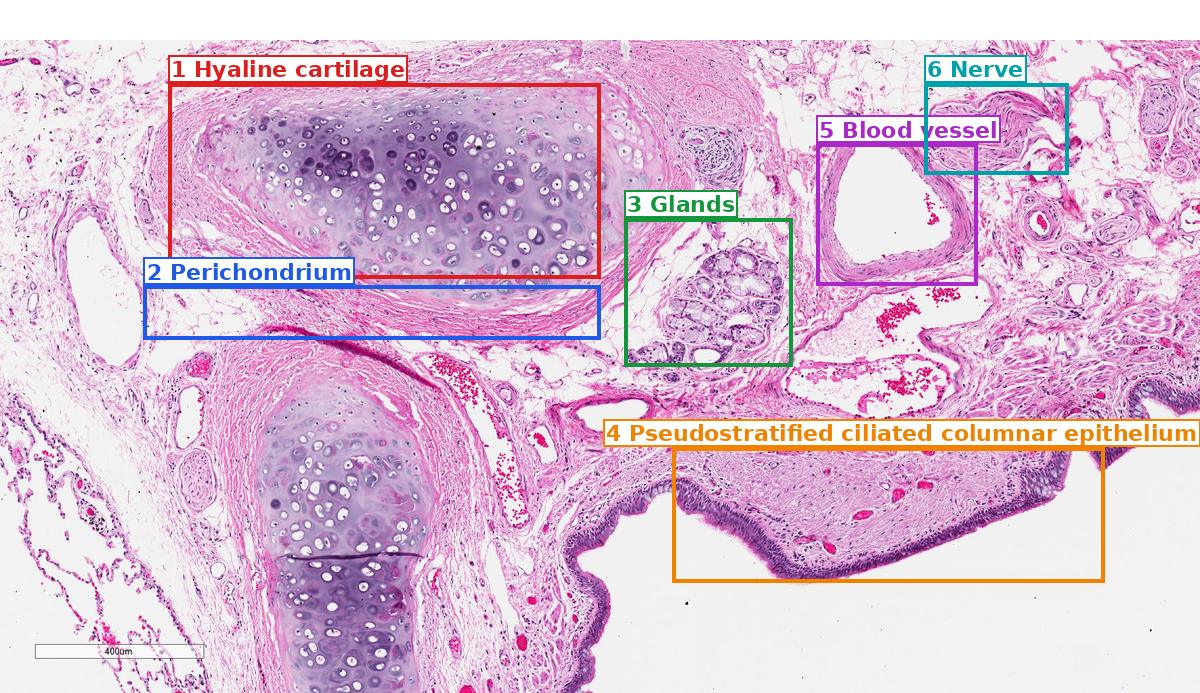 1 Hyaline cartilage
6 Nerve
5 Blood vessel
3 Glands
2 Perichondrium
4 Pseudostratified ciliated columnar epithelium
400um